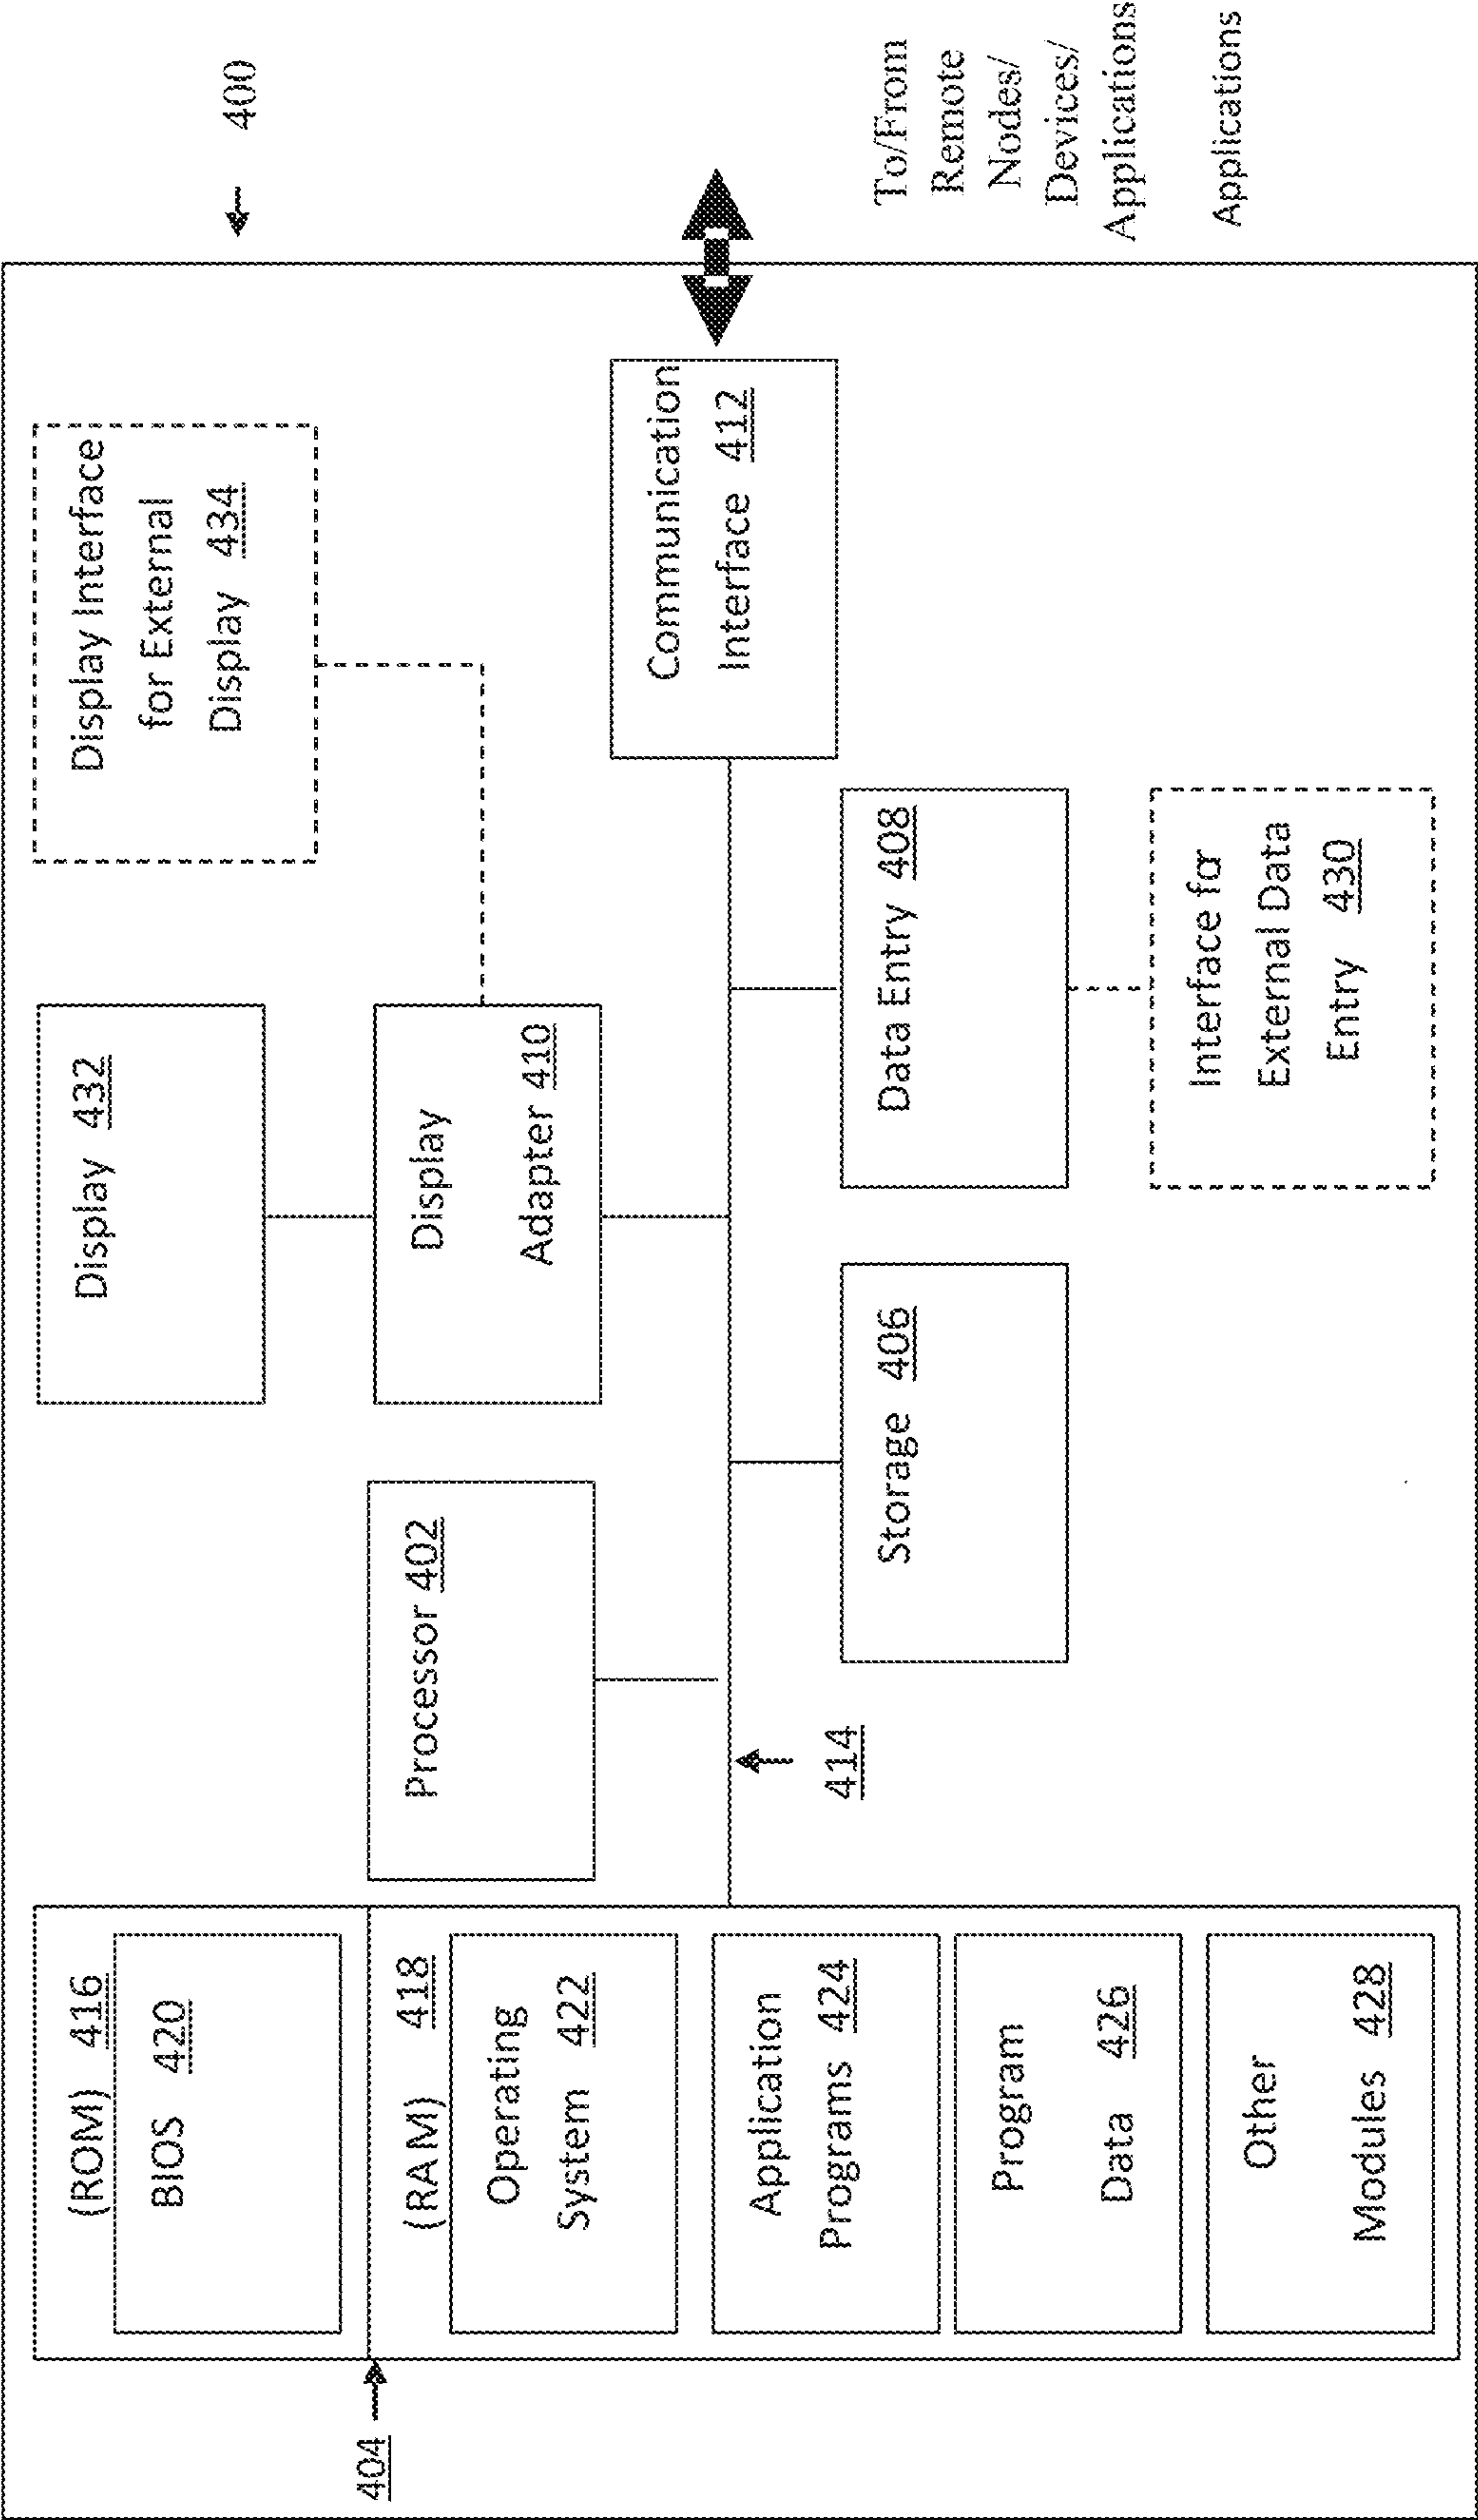 404
(ROM) 416
BIOS 420
(RAM) 418
Operating
System 422
Application
Programs 424
Program
Data 426
Other
Modules 428
Processor 402
414
Display 432
Display
Adapter 410
Storage 406
Display Interface
for External
Display 434
Communication
Interface 412
Data Entry 408
Interface for
External Data
Entry 430
400
To/From
Remote
Nodes/
Devices/
Applications
Applications